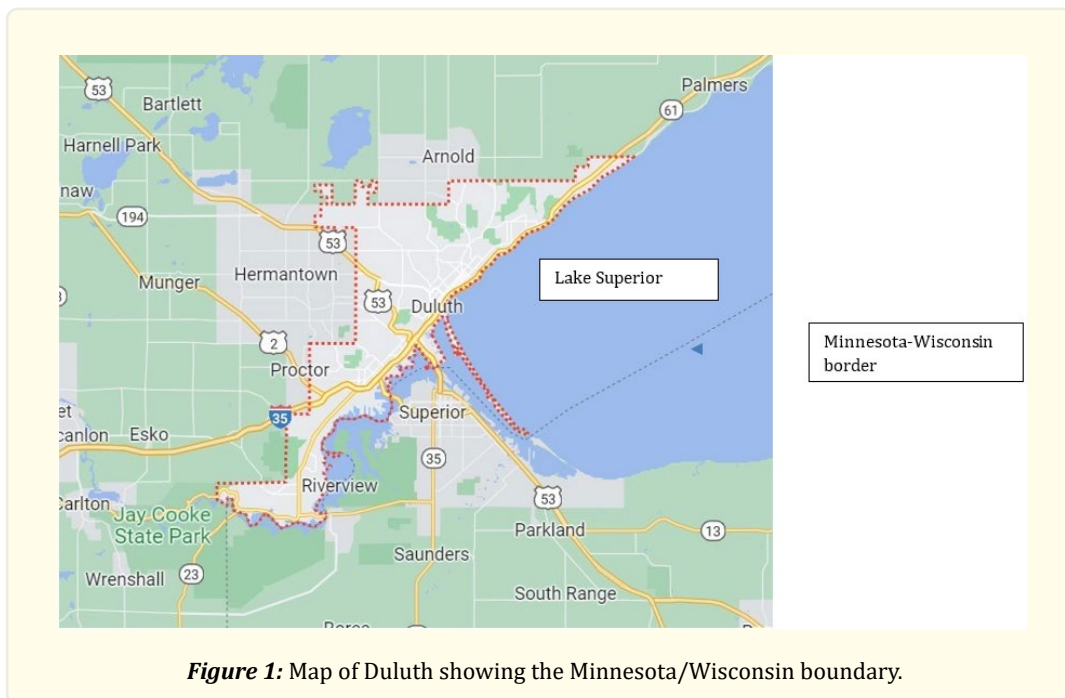 53
Bartlett
Palmers
61
Harnell Park
Arnold
naw
194
53
Hermantown
Lake Superior
Munger
53
Duluth
2
Minnesota-Wisconsin
border
Proctor
35
Superior
et
canlon
Esko
35
Riverview
53
Carlton
Jay Cooke
State Park
Parkland
13
Saunders
Wrenshall
23
South Range
Figure 1: Map of Duluth showing the Minnesota/Wisconsin boundary.